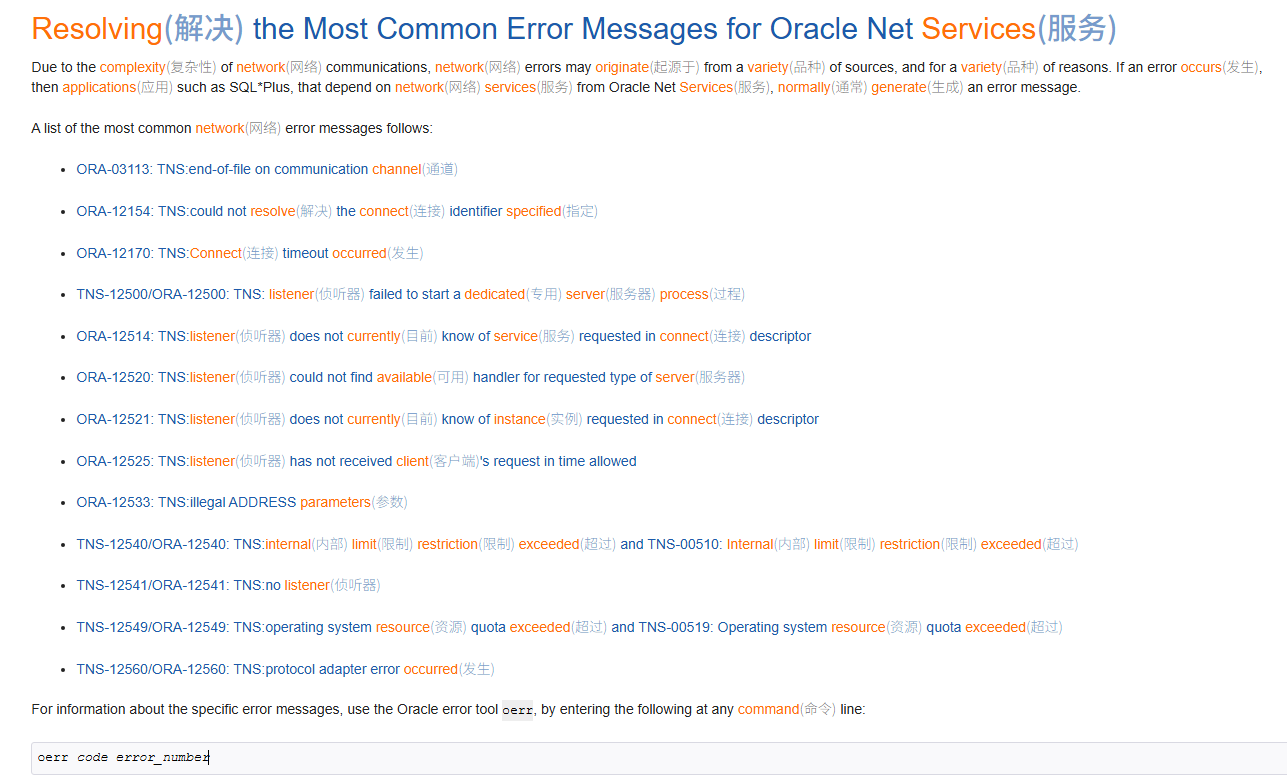 Resolving(解决) the Most Common Error Messages for Oracle Net Services(服务)
Due to the complexity(复杂性) of network(网络) communications, network(网络) errors may originate(起源于) from a variety(品种) of sources, and for a variety(品种) of reasons. If an error occurs(发生),
then applications(应用) such as SQL*Plus, that depend on network(网络) services(服务) from Oracle Net Services(服务), normally(通常) generate(生成) an error message.
A list of the most common network(网络) error messages follows:
• ORA-03113: TNS:end-of-file on communication channel(通道)
• ORA-12154: TNS:could not resolve(解决) the connect(连接) identifier specified(指定)
• ORA-12170: TNS:Connect(连接) timeout occurred(发生)
• TNS-12500/ORA-12500: TNS: listener(侦听器) failed to start a dedicated(专用) server(服务器) process(过程)
• ORA-12514: TNS:listener(侦听器) does not currently(目前) know of service(服务) requested in connect(连接) descriptor
• ORA-12520: TNS:listener(侦听器) could not find available(可用) handler for requested type of server(服务器)
• ORA-12521: TNS:listener(侦听器) does not currently(目前) know of instance(实例) requested in connect(连接) descriptor
• ORA-12525: TNS:listener(侦听器) has not received client(客户端)'s request in time allowed
• ORA-12533: TNS:illegal ADDRESS parameters(参数)
• TNS-12540/ORA-12540: TNS:internal(内部) limit(限制) restriction(限制) exceeded(超过) and TNS-00510: Internal(内部) limit(限制) restriction(限制) exceeded(超过)
• TNS-12541/ORA-12541: TNS:no listener(侦听器)
• TNS-12549/ORA-12549: TNS:operating system resource(资源) quota exceeded(超过) and TNS-00519: Operating system resource(资源) quota exceeded(超过)
• TNS-12560/ORA-12560: TNS:protocol adapter error occurred(发生)
For information about the specific error messages, use the Oracle error tool oerr, by entering the following at any command(命令) line:
oerr code error_number